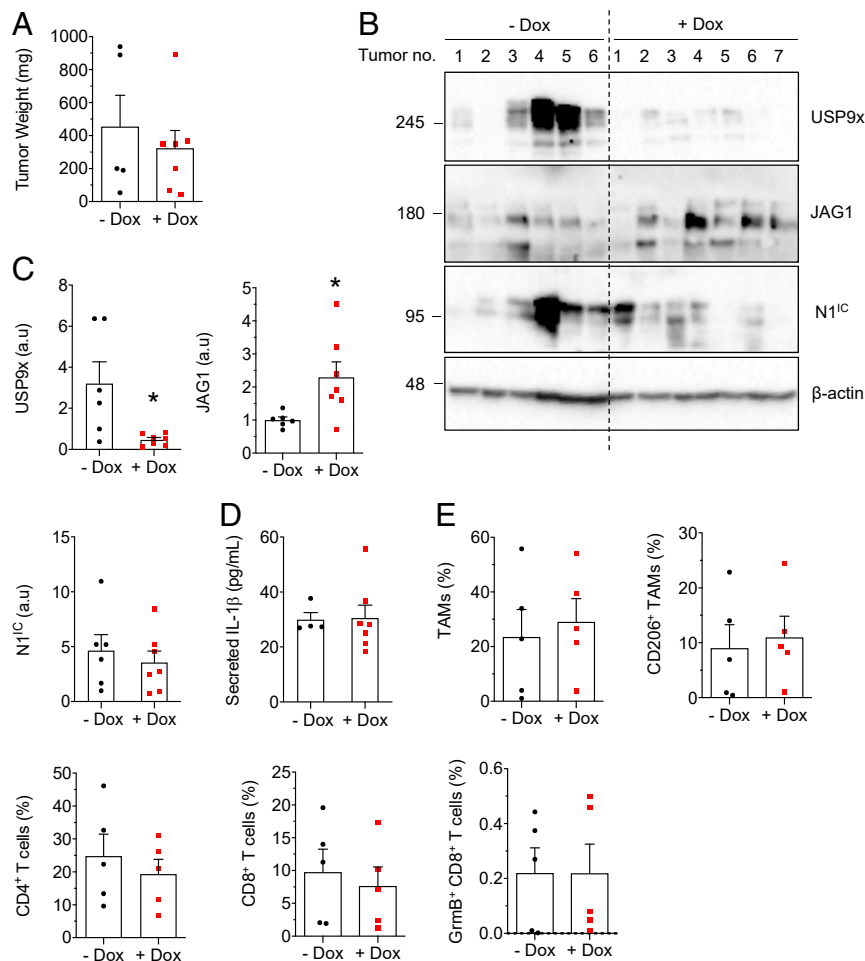 A
Tumor Weight (mg)
1000
800
600
400
200
0
- Dox + Dox
B
- Dox + Dox
Tumor no. 1 2 3 4 5 6 1 2 3 4 5 6 7
245 USP9x
180 JAG1
95 N1IC
48 β-actin
C
USP9x (a.u)
8
6
4
2
0
- Dox + Dox
*
JAG1 (a.u)
5
4
3
2
1
0
- Dox + Dox
*
N1IC (a.u)
15
10
5
0
- Dox + Dox
D
Secreted IL-1β (pg/mL)
60
40
20
0
- Dox + Dox
E
TAMs (%)
60
40
20
0
- Dox + Dox
CD206+ TAMs (%)
30
20
10
0
- Dox + Dox
CD4+ T cells (%)
50
40
30
20
10
0
- Dox + Dox
CD8+ T cells (%)
25
20
15
10
5
0
- Dox + Dox
GrmB+ CD8+ T cells (%)
0.6
0.4
0.2
0.0
- Dox + Dox